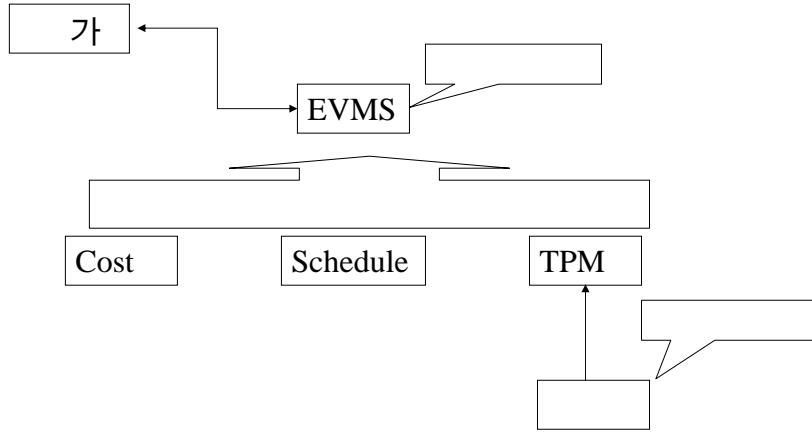 가
EVMS
Cost
Schedule
TPM